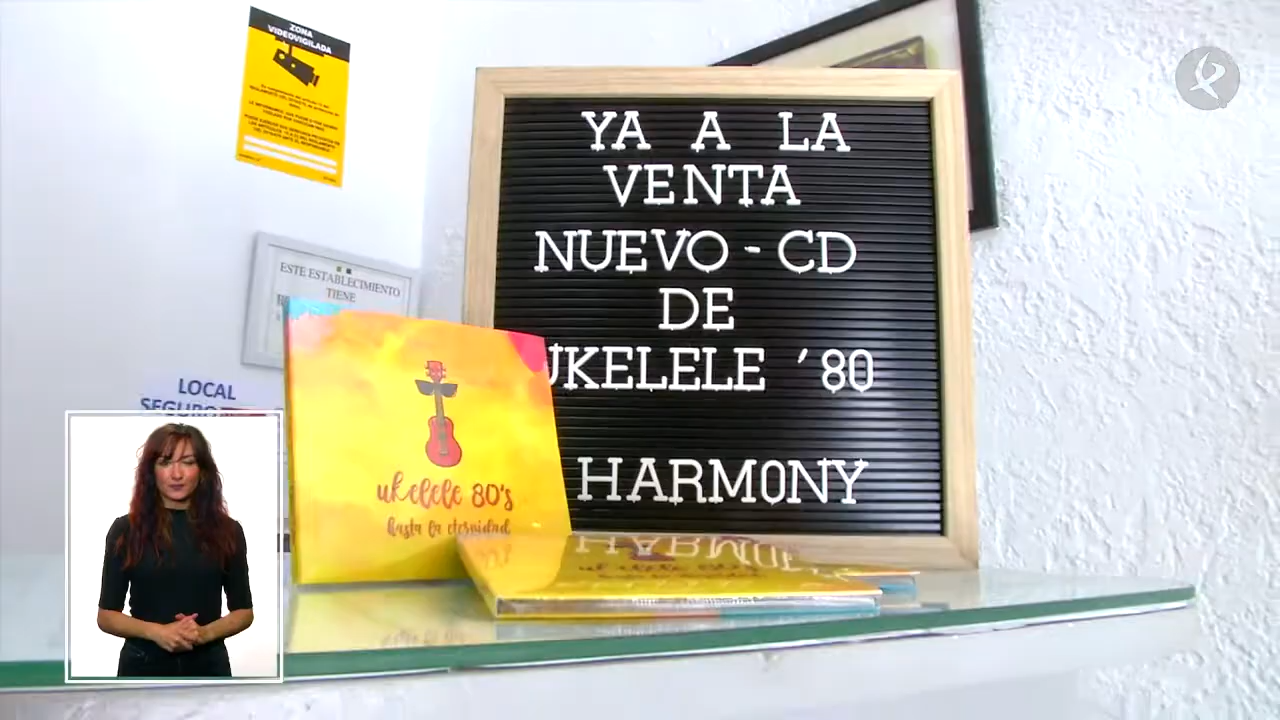 ZONA
VIDEOVIGILADA
YA A LA
VENTA
NUEVO - CD
DE
UKELELE '80
HARMONY
ESTE ESTABLECIMIENTO
TIENE
LOCAL
SEGURO
ukelele 80's
hasta la eternidad